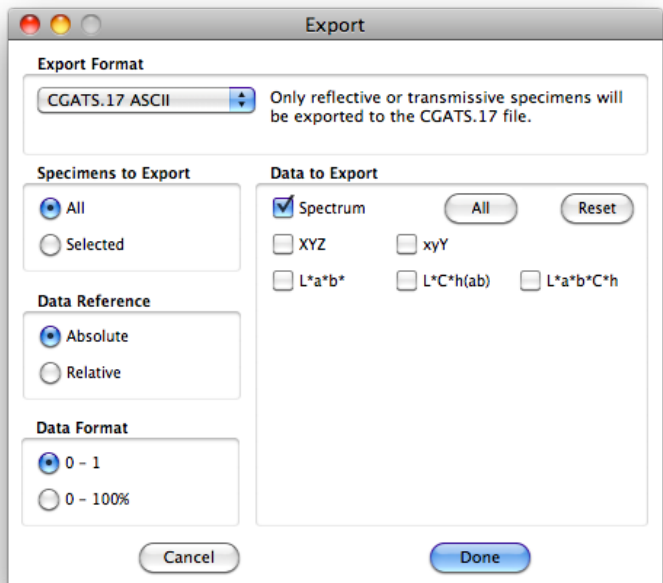 Export
Export Format
CGATS.17 ASCII
Only reflective or transmissive specimens will
be exported to the CGATS.17 file.
Specimens to Export
All
Selected
Data to Export
Spectrum
All
Reset
XYZ
xyY
L*a*b*
L*C*h(ab)
L*a*b*C*h
Data Reference
Absolute
Relative
Data Format
0 – 1
0 – 100%
Cancel
Done